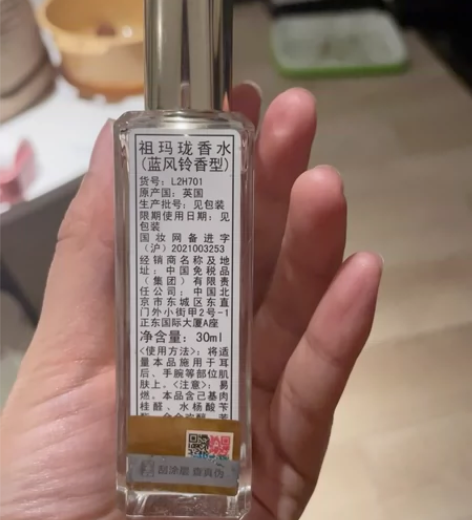 祖玛珑香水
(蓝风铃香型)
货号: L2H701
原产国: 英国
生产批号: 见包装
限期使用日期: 见
包装
国妆网备进字
(沪) 2021003253
经销商名称及地
址: 中国免税品
(集团) 有限责
任公司; 中国北
京市东城区东直
门外小街甲2号-1
正东国际大厦A座
净含量: 30ml
<使用方法>: 将适
量本品施用于耳
后、手腕等部位肌
肤上、<注意>: 易
燃、本品含己基肉
桂醛、水杨酸苄
刮涂层 查真伪